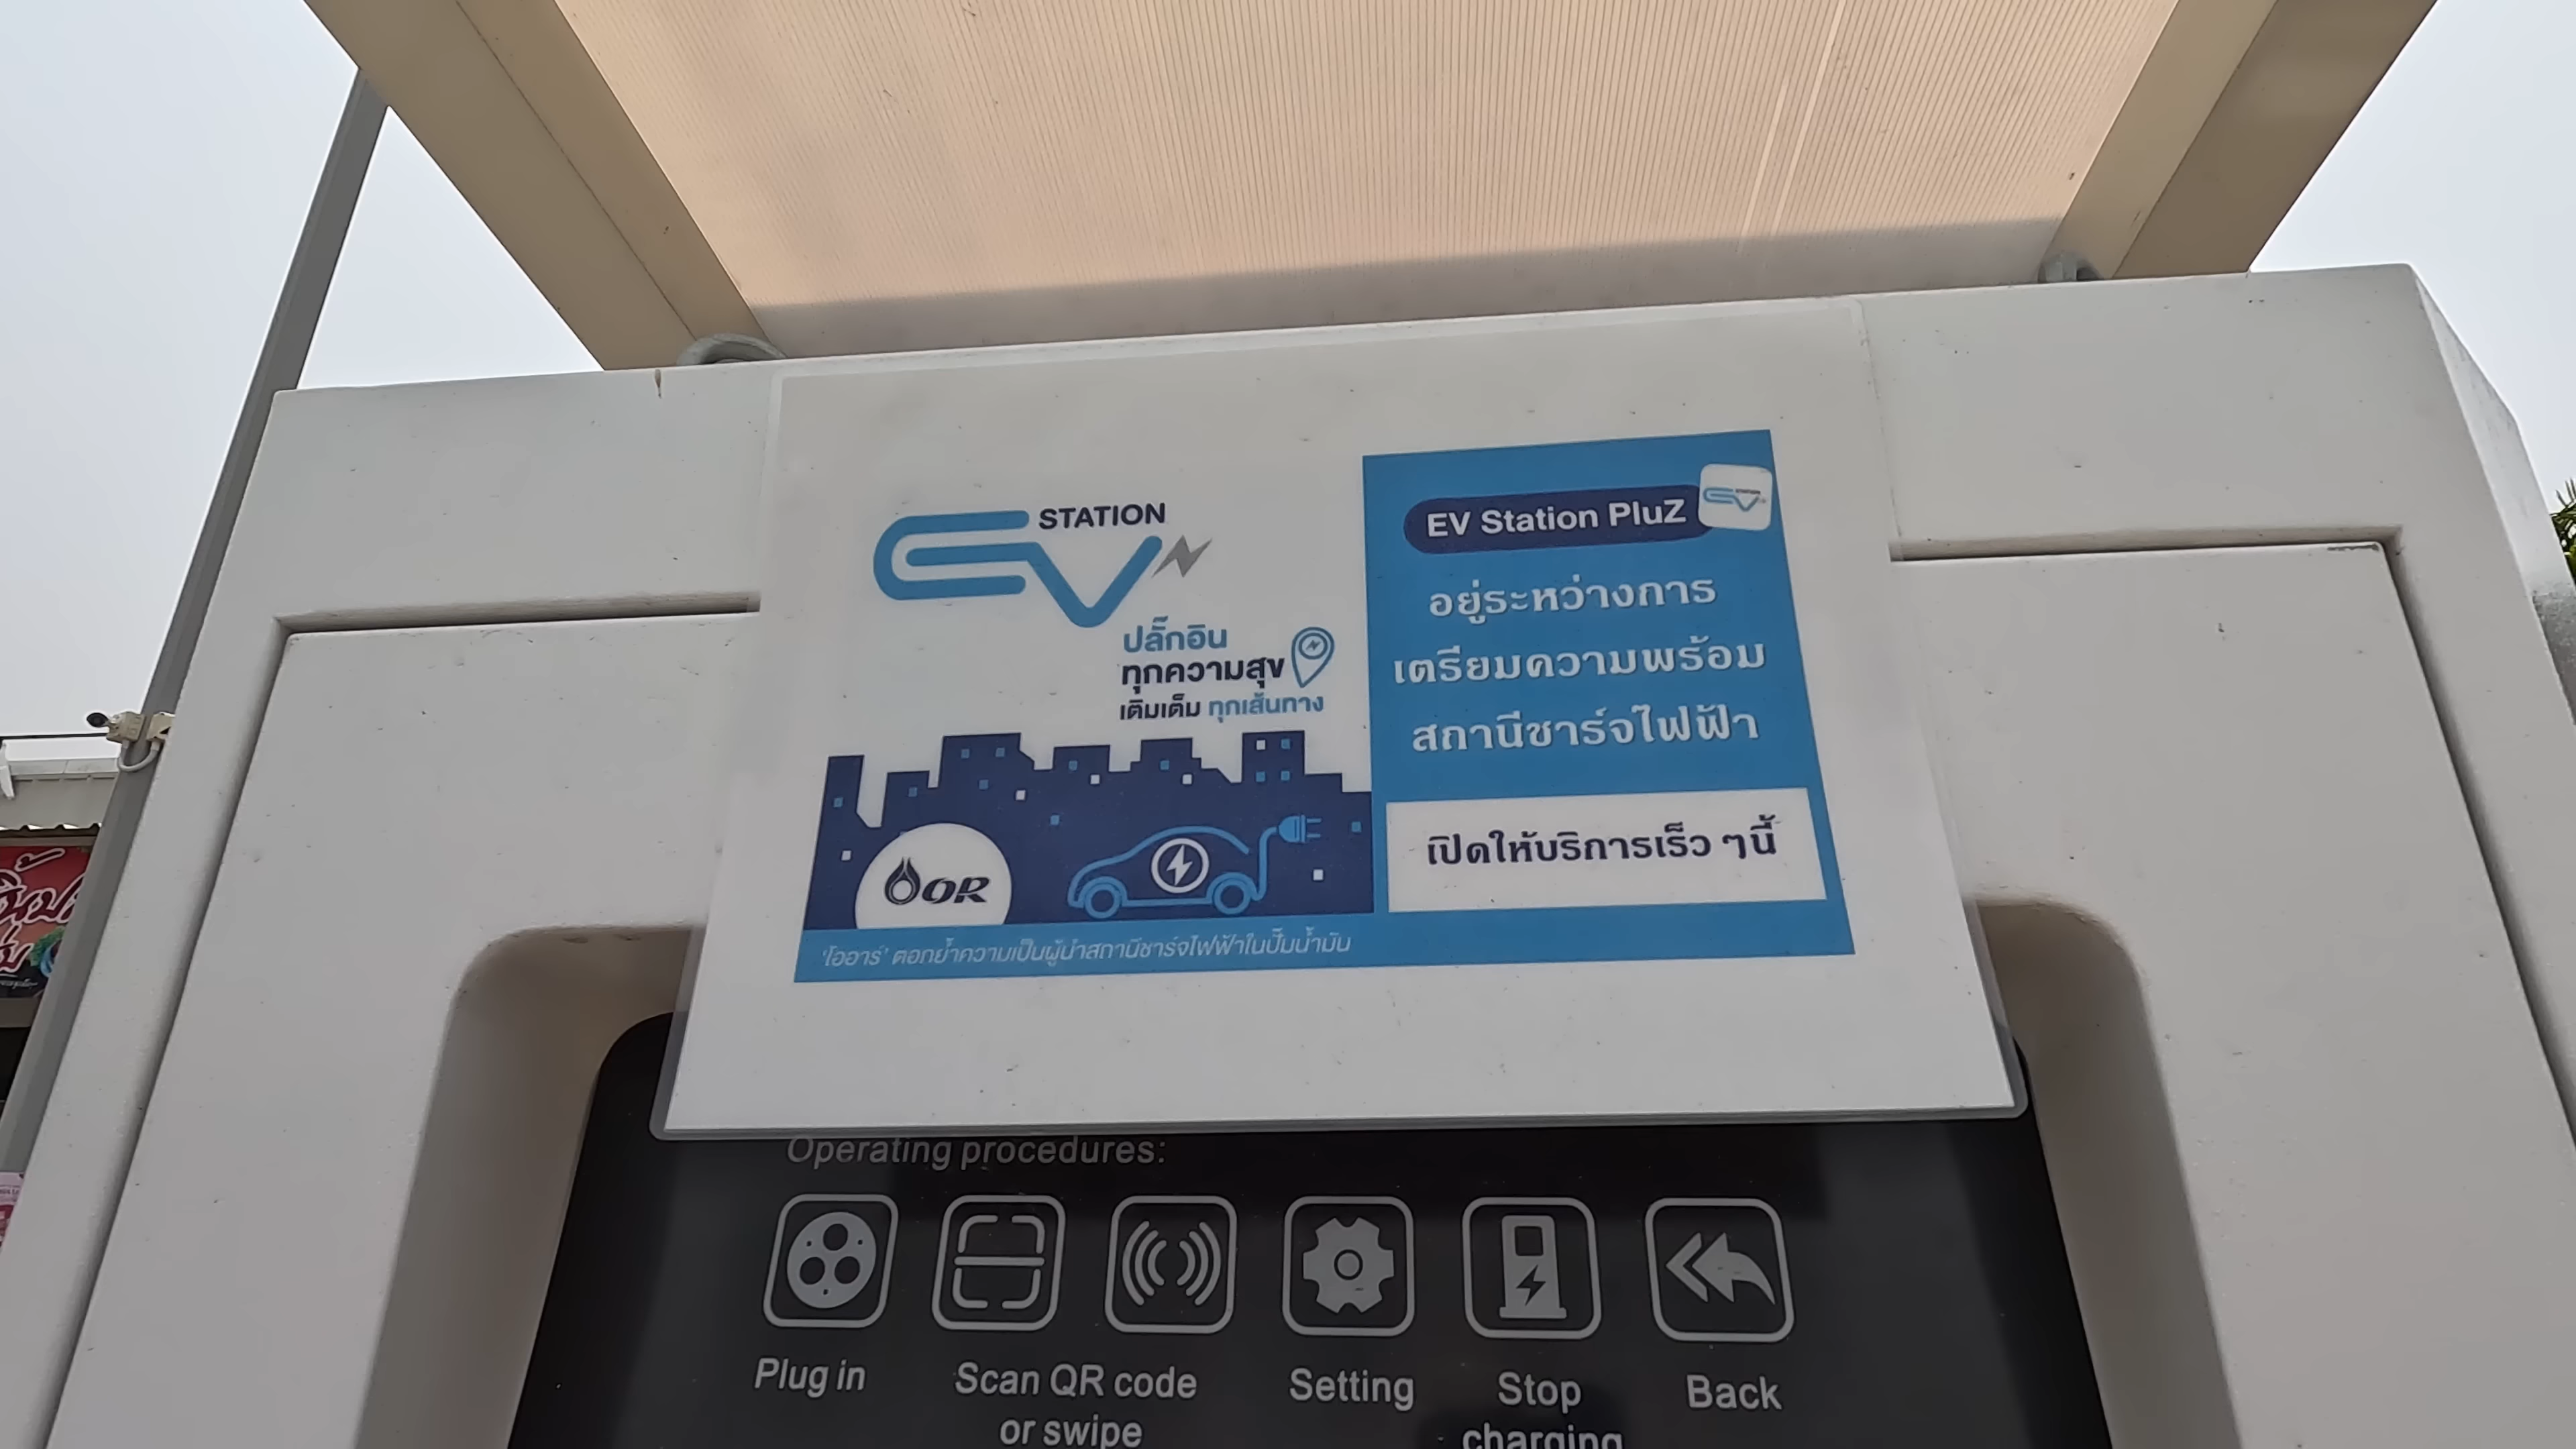 STATION
EV
ปลั๊กอิน
ทุกความสุข
เติมเต็ม ทุกเส้นทาง
OR
'โออาร์' ตอกย้ำความเป็นผู้นำสถานีชาร์จไฟฟ้าในปั๊มน้ำมัน
EV Station PluZ
อยู่ระหว่างการ
เตรียมความพร้อม
สถานีชาร์จไฟฟ้า
เปิดให้บริการเร็ว ๆนี้
Operating procedures:
Plug in
Scan QR code
or swipe
Setting
Stop
charging
Back